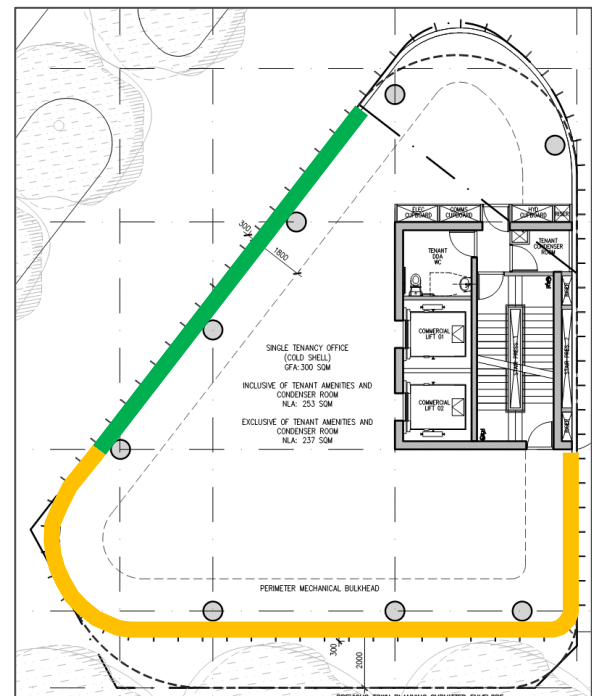 ELEC
CUPBOARD
COMMS
CUPBOARD
HYD
CUPBOARD
RISER
TENANT
DDA
WC
TENANT
CONDENSER
ROOM
300
1800
COMMERCIAL
LIFT 01
COMMERCIAL
LIFT 02
STAIR PRESS
SINGLE TENANCY OFFICE
(COLD SHELL)
GFA:300 SQM
INCLUSIVE OF TENANT AMENITIES AND
CONDENSER ROOM
NLA: 253 SQM
EXCLUSIVE OF TENANT AMENITIES AND
CONDENSER ROOM
NLA: 237 SQM
PERIMETER MECHANICAL BULKHEAD
300
2000